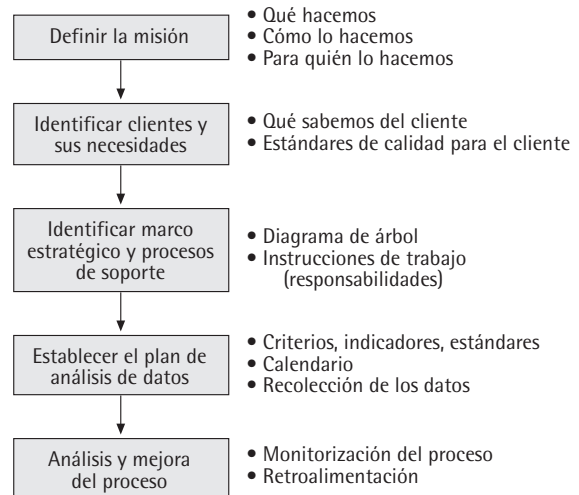 Definir la misión
• Qué hacemos
• Cómo lo hacemos
• Para quién lo hacemos
Identificar clientes y
sus necesidades
• Qué sabemos del cliente
• Estándares de calidad para el cliente
Identificar marco
estratégico y procesos
de soporte
• Diagrama de árbol
• Instrucciones de trabajo
(responsabilidades)
Establecer el plan de
análisis de datos
• Criterios, indicadores, estándares
• Calendario
• Recolección de los datos
Análisis y mejora
del proceso
• Monitorización del proceso
• Retroalimentación